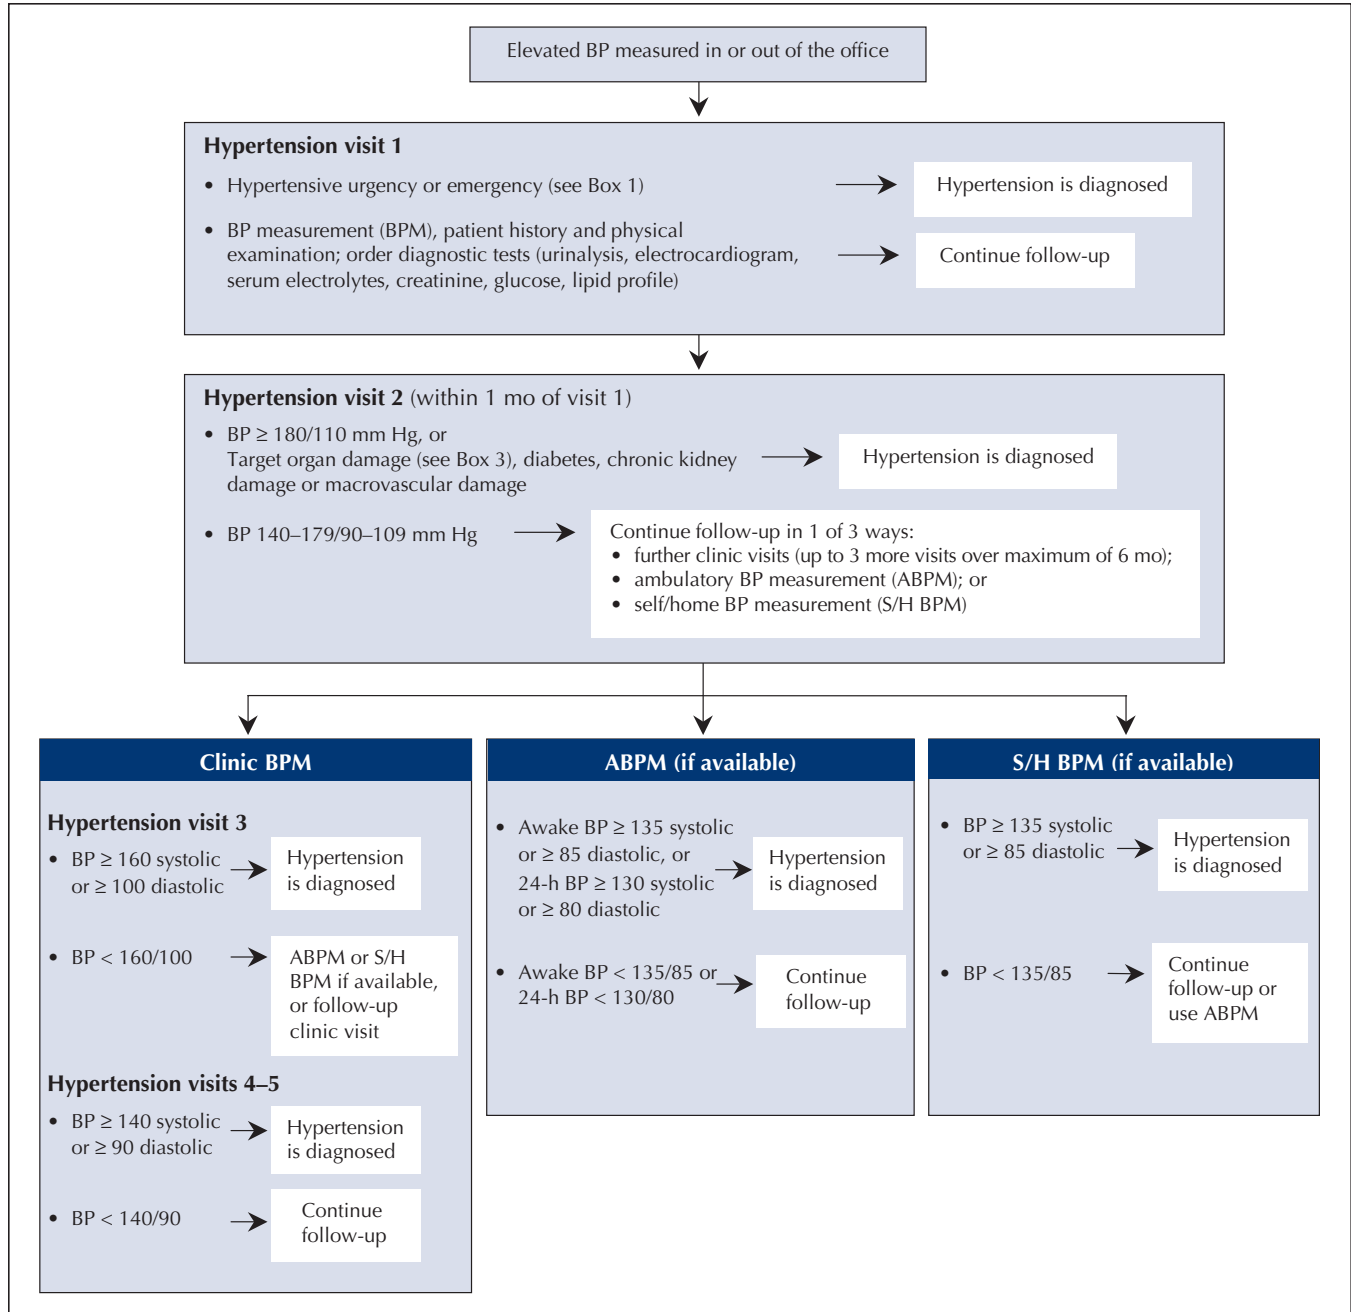 Elevated BP measured in or out of the office
Hypertension visit 1
• Hypertensive urgency or emergency (see Box 1)
Hypertension is diagnosed
• BP measurement (BPM), patient history and physical
examination; order diagnostic tests (urinalysis, electrocardiogram,
serum electrolytes, creatinine, glucose, lipid profile)
Continue follow-up
Hypertension visit 2 (within 1 mo of visit 1)
• BP ≥ 180/110 mm Hg, or
Target organ damage (see Box 3), diabetes, chronic kidney
damage or macrovascular damage
Hypertension is diagnosed
• BP 140–179/90–109 mm Hg
Continue follow-up in 1 of 3 ways:
• further clinic visits (up to 3 more visits over maximum of 6 mo);
• ambulatory BP measurement (ABPM); or
• self/home BP measurement (S/H BPM)
Clinic BPM
Hypertension visit 3
• BP ≥ 160 systolic
or ≥ 100 diastolic
Hypertension
is diagnosed
• BP < 160/100
ABPM or S/H
BPM if available,
or follow-up
clinic visit
Hypertension visits 4–5
• BP ≥ 140 systolic
or ≥ 90 diastolic
Hypertension
is diagnosed
• BP < 140/90
Continue
follow-up
ABPM (if available)
• Awake BP ≥ 135 systolic
or ≥ 85 diastolic, or
24-h BP ≥ 130 systolic
or ≥ 80 diastolic
Hypertension
is diagnosed
• Awake BP < 135/85 or
24-h BP < 130/80
Continue
follow-up
S/H BPM (if available)
• BP ≥ 135 systolic
or ≥ 85 diastolic
Hypertension
is diagnosed
• BP < 135/85
Continue
follow-up or
use ABPM